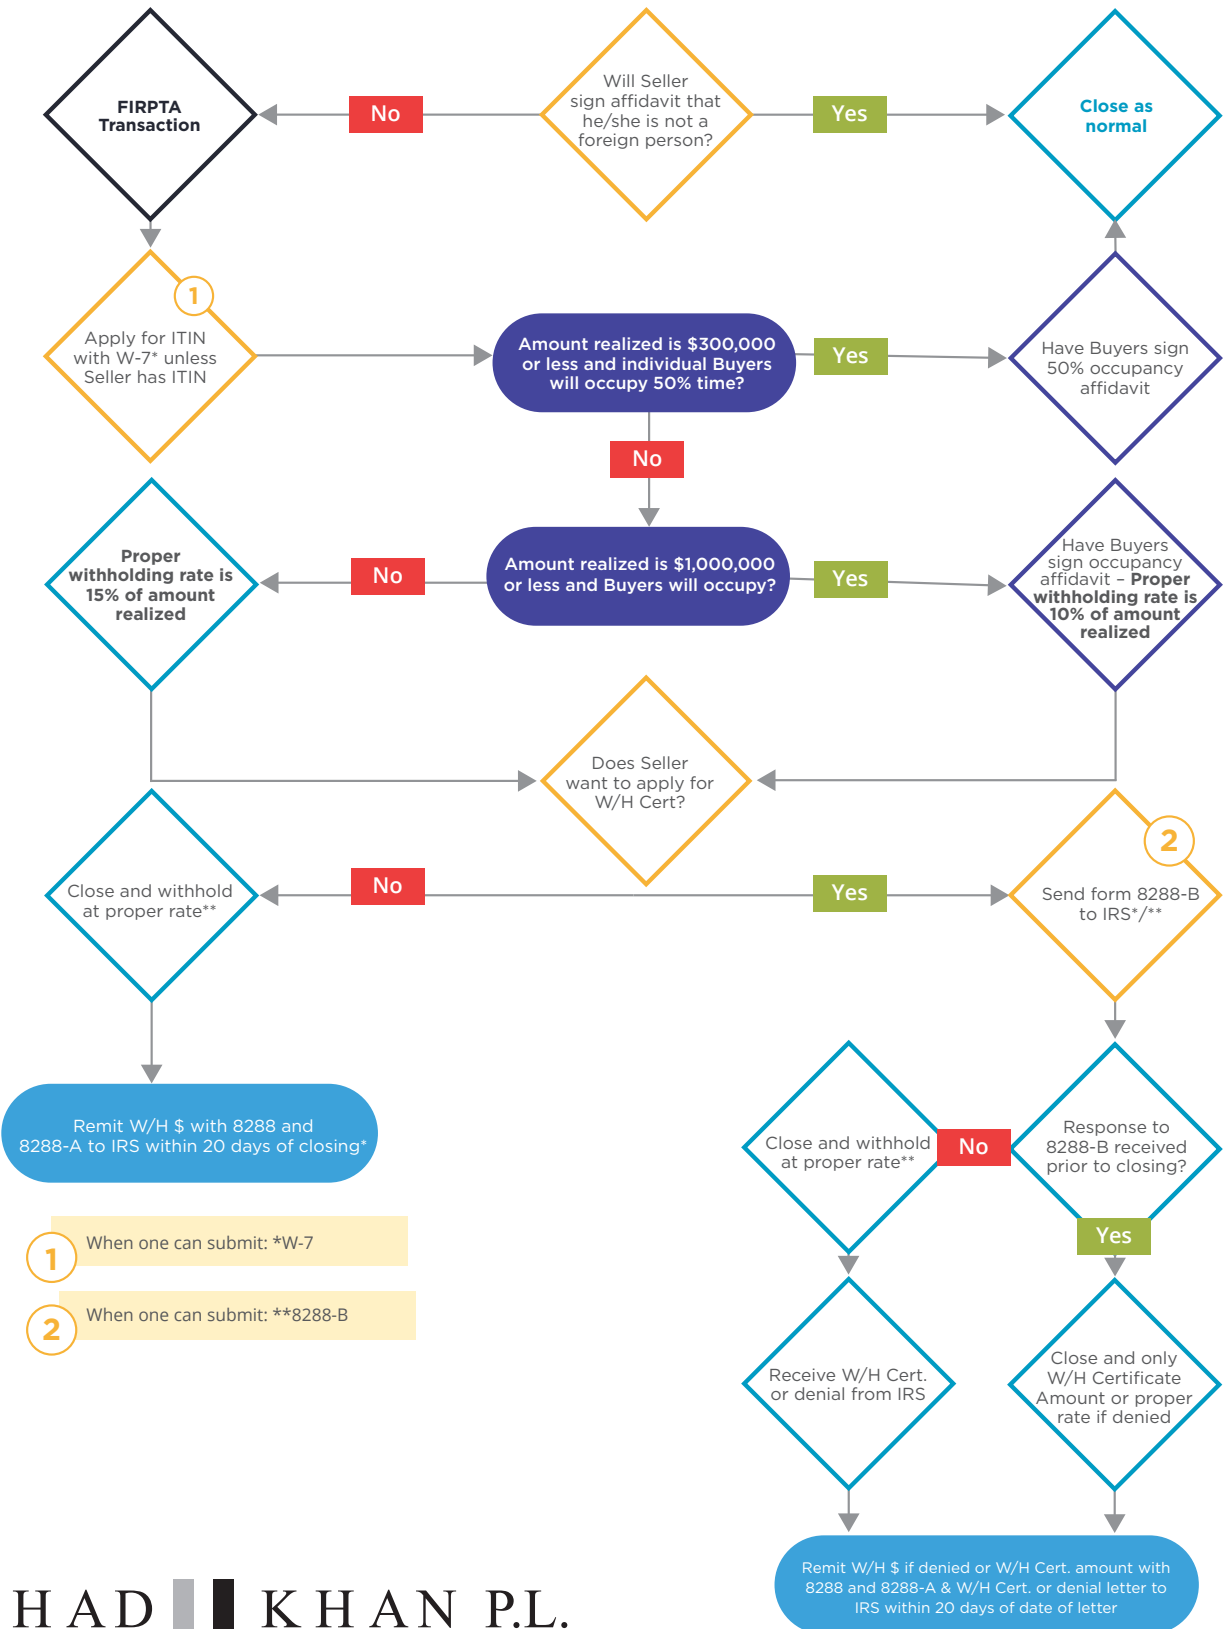 FIRPTA
Transaction
No
Will Seller
sign affidavit that
he/she is not a
foreign person?
Yes
Close as
normal
1
Apply for ITIN
with W-7* unless
Seller has ITIN
Amount realized is $300,000
or less and individual Buyers
will occupy 50% time?
Yes
Have Buyers sign
50% occupancy
affidavit
No
Proper
withholding rate is
15% of amount
realized
No
Amount realized is $1,000,000
or less and Buyers will occupy?
Yes
Have Buyers
sign occupancy
affidavit – Proper
withholding rate is
10% of amount
realized
Does Seller
want to apply for
W/H Cert?
Close and withhold
at proper rate**
No
Yes
2
Send form 8288-B
to IRS*/**
Remit W/H $ with 8288 and
8288-A to IRS within 20 days of closing*
Close and withhold
at proper rate**
No
Response to
8288-B received
prior to closing?
Yes
1
When one can submit: *W-7
2
When one can submit: **8288-B
Receive W/H Cert.
or denial from IRS
Close and only
W/H Certificate
Amount or proper
rate if denied
Remit W/H $ if denied or W/H Cert. amount with
8288 and 8288-A & W/H Cert. or denial letter to
IRS within 20 days of date of letter
HAD KHAN P.L.